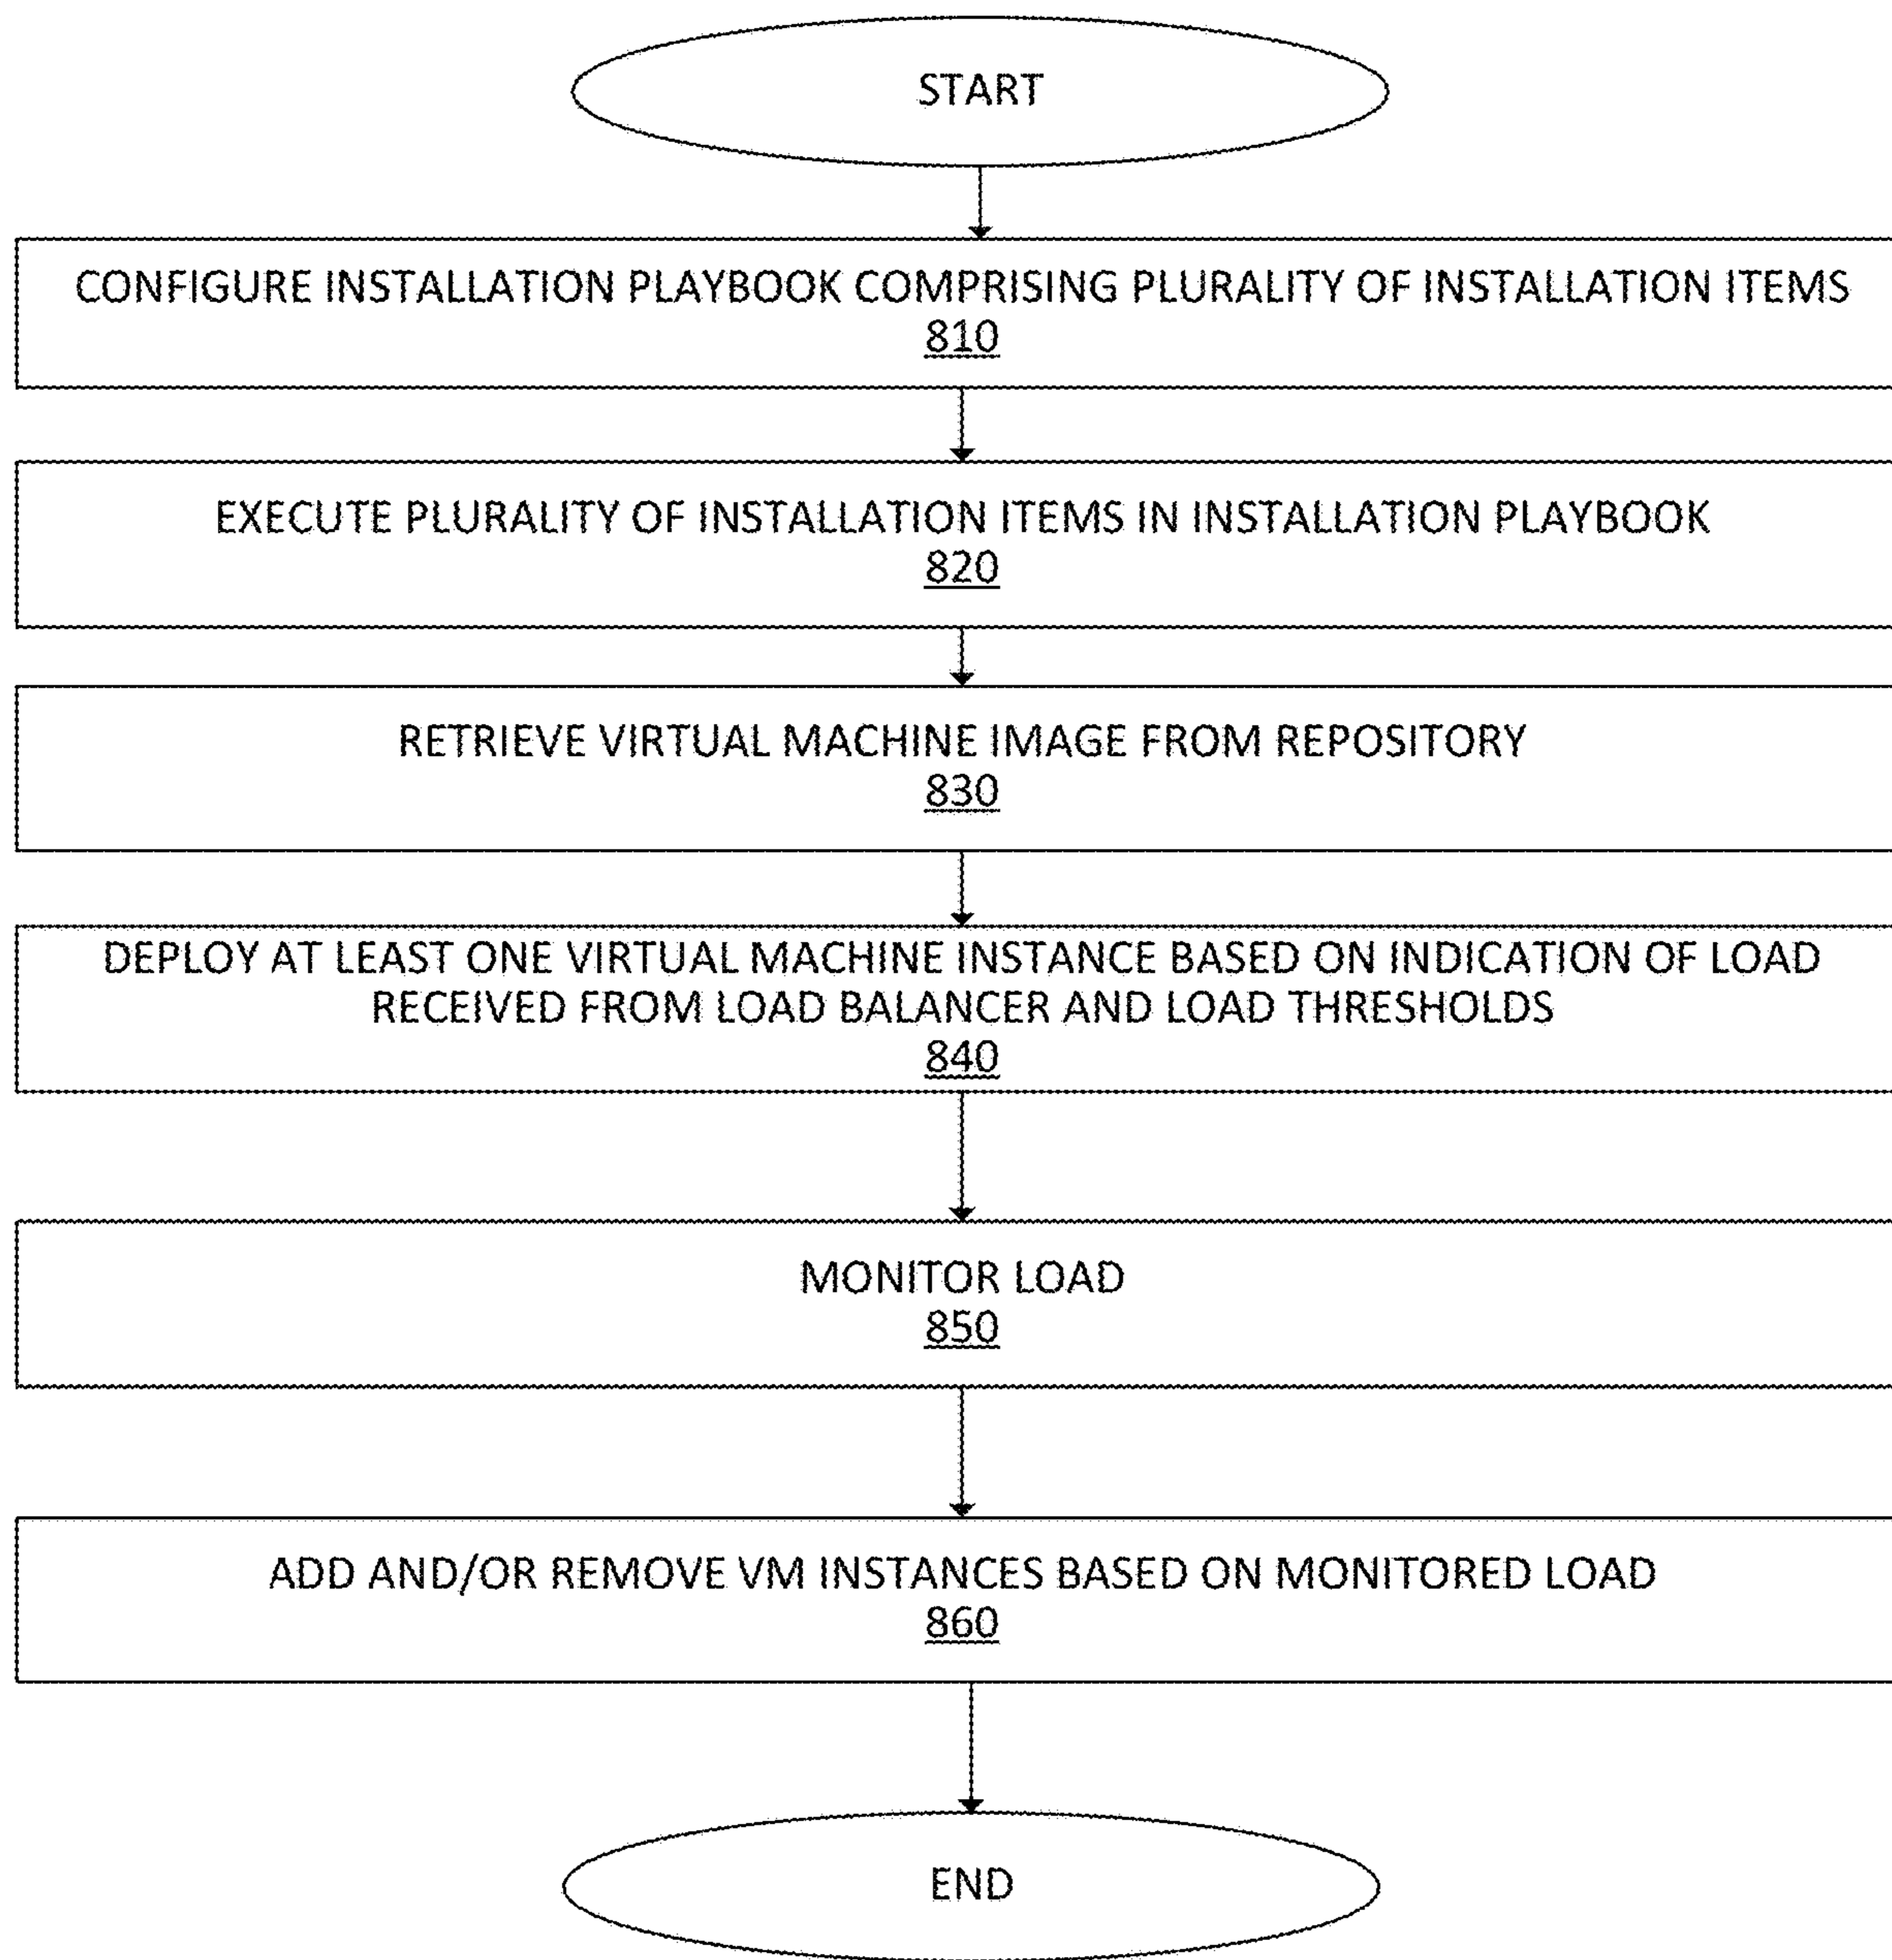 START
CONFIGURE INSTALLATION PLAYBOOK COMPRISING PLURALITY OF INSTALLATION ITEMS
810
EXECUTE PLURALITY OF INSTALLATION ITEMS IN INSTALLATION PLAYBOOK
820
RETRIEVE VIRTUAL MACHINE IMAGE FROM REPOSITORY
830
DEPLOY AT LEAST ONE VIRTUAL MACHINE INSTANCE BASED ON INDICATION OF LOAD
RECEIVED FROM LOAD BALANCER AND LOAD THRESHOLDS
840
MONITOR LOAD
850
ADD AND/OR REMOVE VM INSTANCES BASED ON MONITORED LOAD
860
END